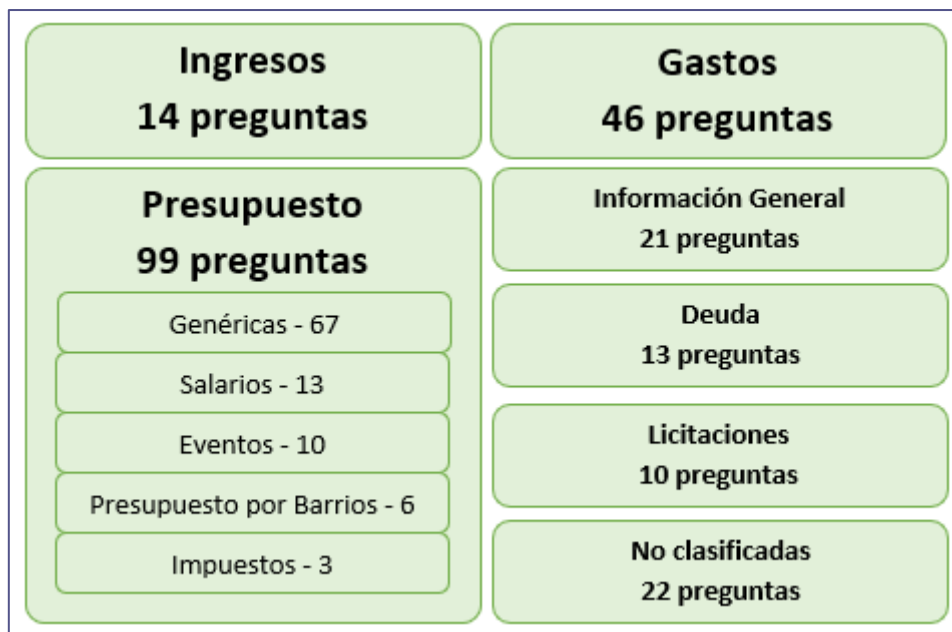 Ingresos
14 preguntas
Gastos
46 preguntas
Presupuesto
99 preguntas
Genéricas - 67
Salarios - 13
Eventos - 10
Presupuesto por Barrios - 6
Impuestos - 3
Información General
21 preguntas
Deuda
13 preguntas
Licitaciones
10 preguntas
No clasificadas
22 preguntas